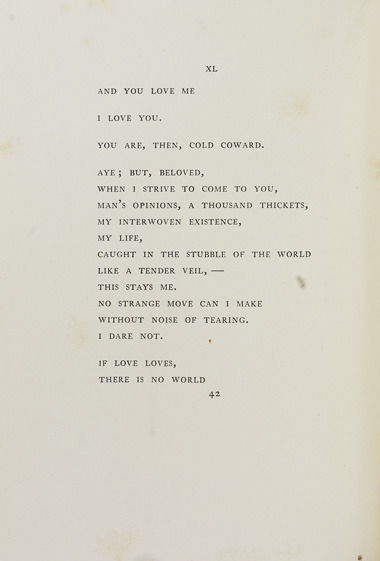 XL
AND YOU LOVE ME
I LOVE YOU.
YOU ARE, THEN, COLD COWARD.
AYE; BUT, BELOVED,
WHEN I STRIVE TO COME TO YOU,
MAN'S OPINIONS, A THOUSAND THICKETS,
MY INTERWOVEN EXISTENCE,
MY LIFE,
CAUGHT IN THE STUBBLE OF THE WORLD
LIKE A TENDER VEIL, —
THIS STAYS ME.
NO STRANGE MOVE CAN I MAKE
WITHOUT NOISE OF TEARING.
I DARE NOT.
IF LOVE LOVES,
THERE IS NO WORLD
42